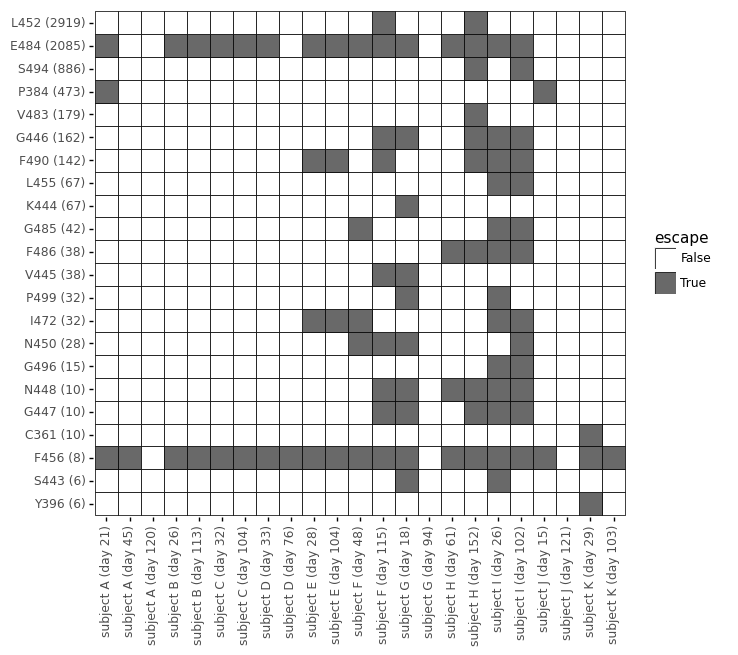 L452 (2919)
E484 (2085)
S494 (886)
P384 (473)
V483 (179)
G446 (162)
F490 (142)
L455 (67)
K444 (67)
G485 (42)
F486 (38)
V445 (38)
P499 (32)
I472 (32)
N450 (28)
G496 (15)
N448 (10)
G447 (10)
C361 (10)
F456 (8)
S443 (6)
Y396 (6)
escape
False
True
subject A (day 21)
subject A (day 45)
subject A (day 120)
subject B (day 26)
subject B (day 113)
subject C (day 32)
subject C (day 104)
subject D (day 33)
subject D (day 76)
subject E (day 28)
subject E (day 104)
subject F (day 48)
subject F (day 115)
subject G (day 18)
subject G (day 94)
subject H (day 61)
subject H (day 152)
subject I (day 26)
subject I (day 102)
subject J (day 15)
subject J (day 121)
subject K (day 29)
subject K (day 103)